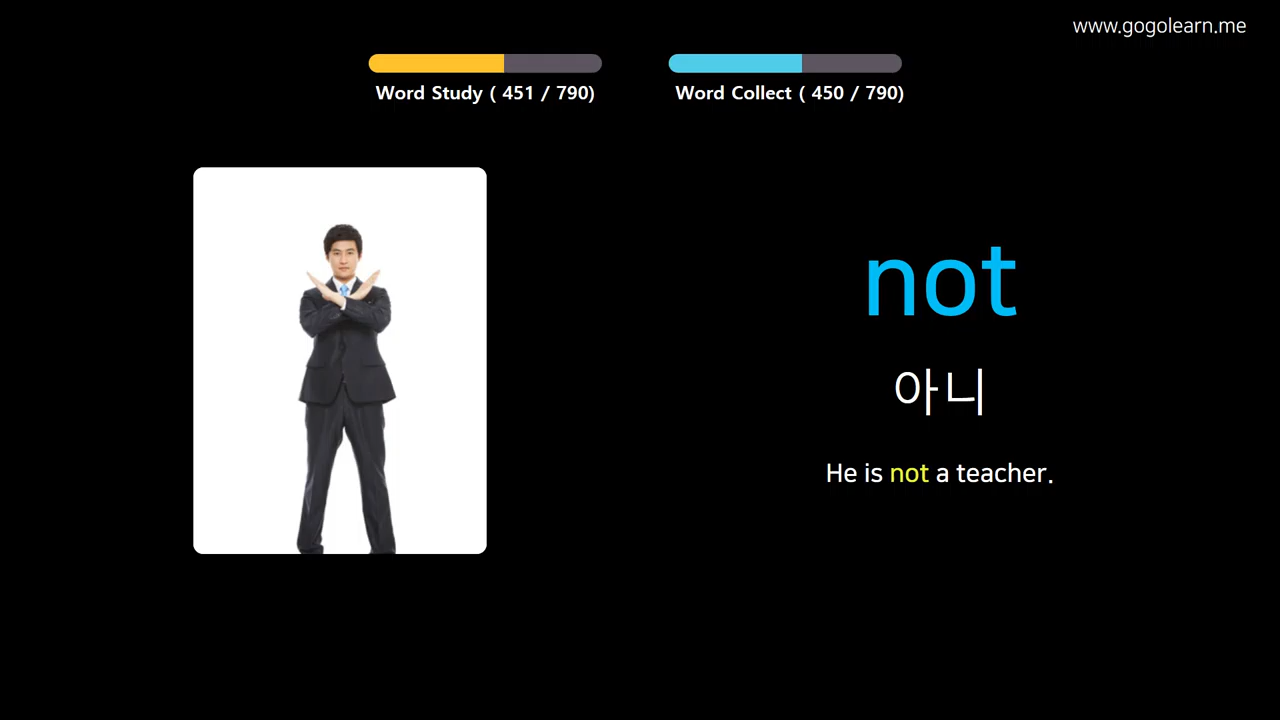 www.gogolearn.me
Word Study ( 451 / 790)
Word Collect ( 450 / 790)
not
아니
He is not a teacher.